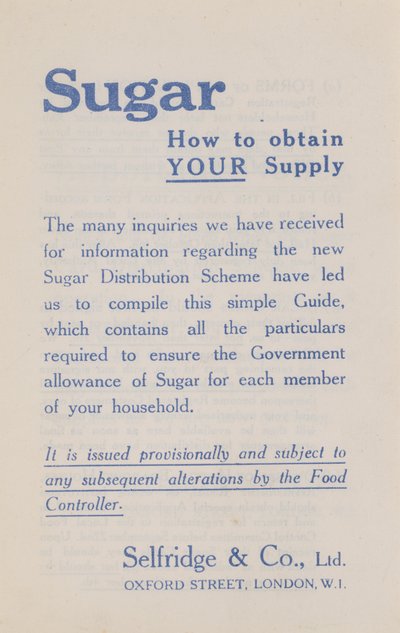 Sugar
How to obtain
YOUR Supply
The many inquiries we have received
for information regarding the new
Sugar Distribution Scheme have led
us to compile this simple Guide,
which contains all the particulars
required to ensure the Government
allowance of Sugar for each member
of your household.
It is issued provisionally and subject to
any subsequent alterations by the Food
Controller.
Selfridge & Co., Ltd.
OXFORD STREET, LONDON, W.1.